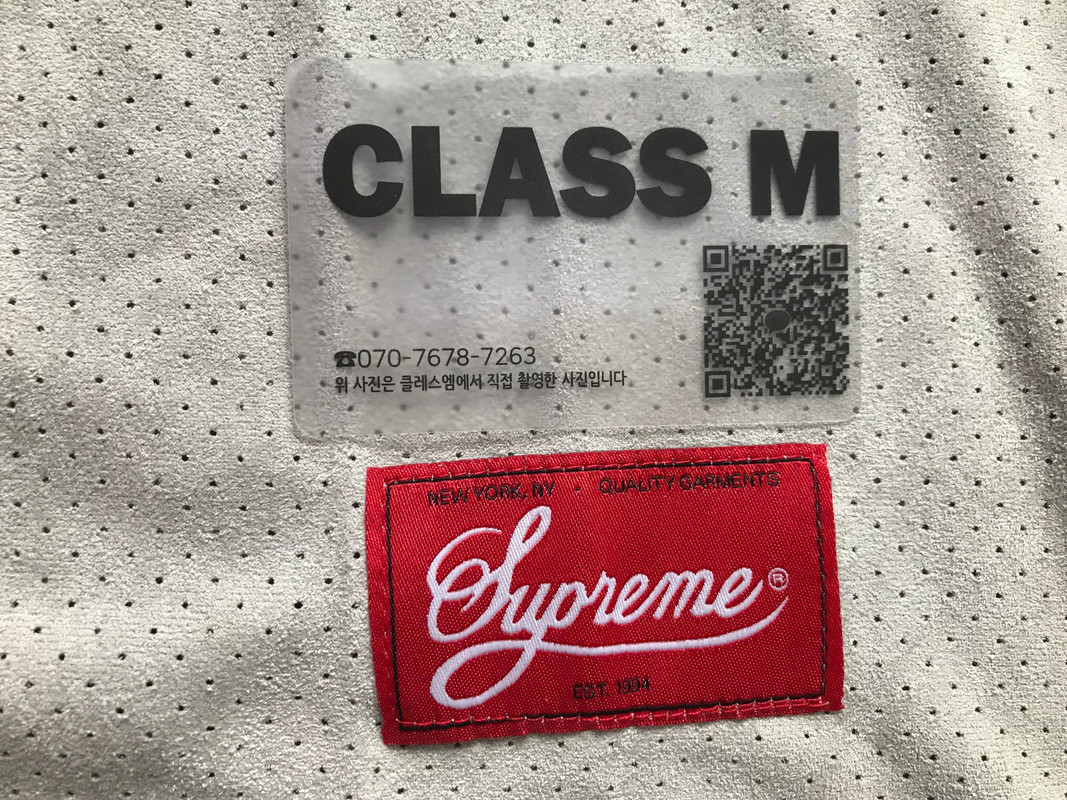 CLASS M
☎070-7678-7263
위 사진은 클레스엠에서 직접 촬영한 사진입니다
NEW YORK, NY · QUALITY GARMENTS
Supreme®
EST. 1994